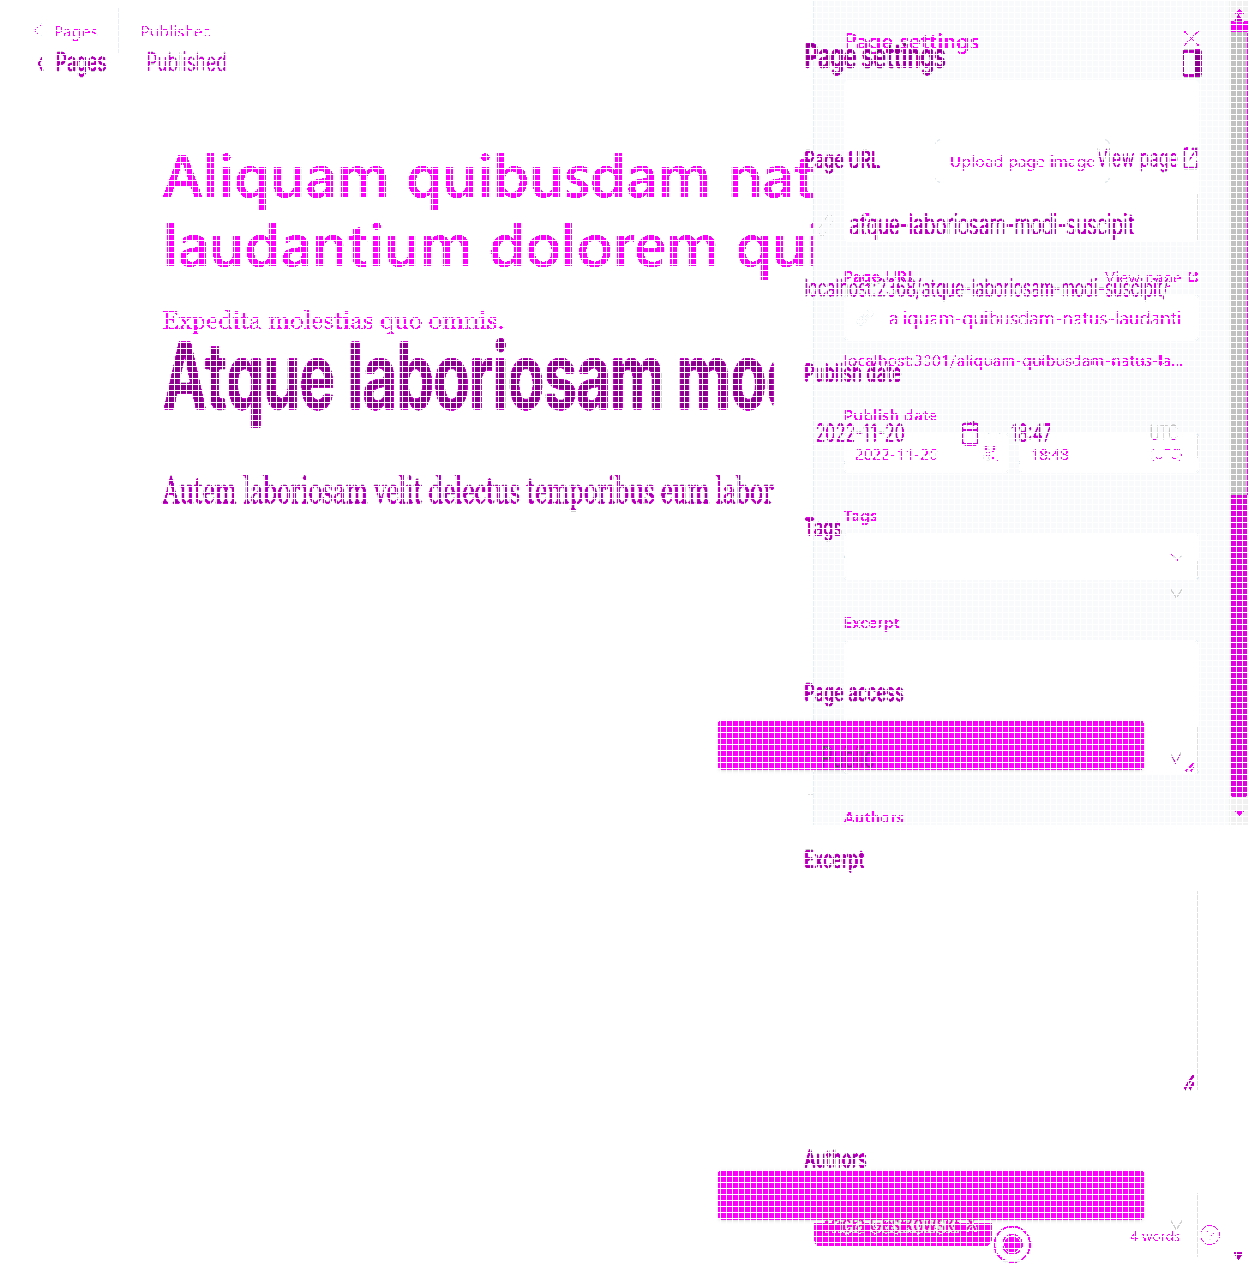 Pages Published
Pages Published
Page settings
Page settings
Page URL
Upload page image
View page
Aliquam quibusdam nat
laudantium dolorem qui
atque-laboriosam-modi-suscipit
Page URL View page
localhost:2368/atque-laboriosam-modi-suscipit/
Expedita molestias quo omnis.
aliquam-quibusdam-natus-laudanti
localhost:3001/aliquam-quibusdam-natus-la...
Publish date
Atque laboriosam mod
Publish date
2022-11-20 18:47 UTC
2022-11-20 18:48 (UTC)
Autem laboriosam velit delectus temporibus eum labor
Tags
Tags
Excerpt
Page access
Authors
Excerpt
Authors
4 words